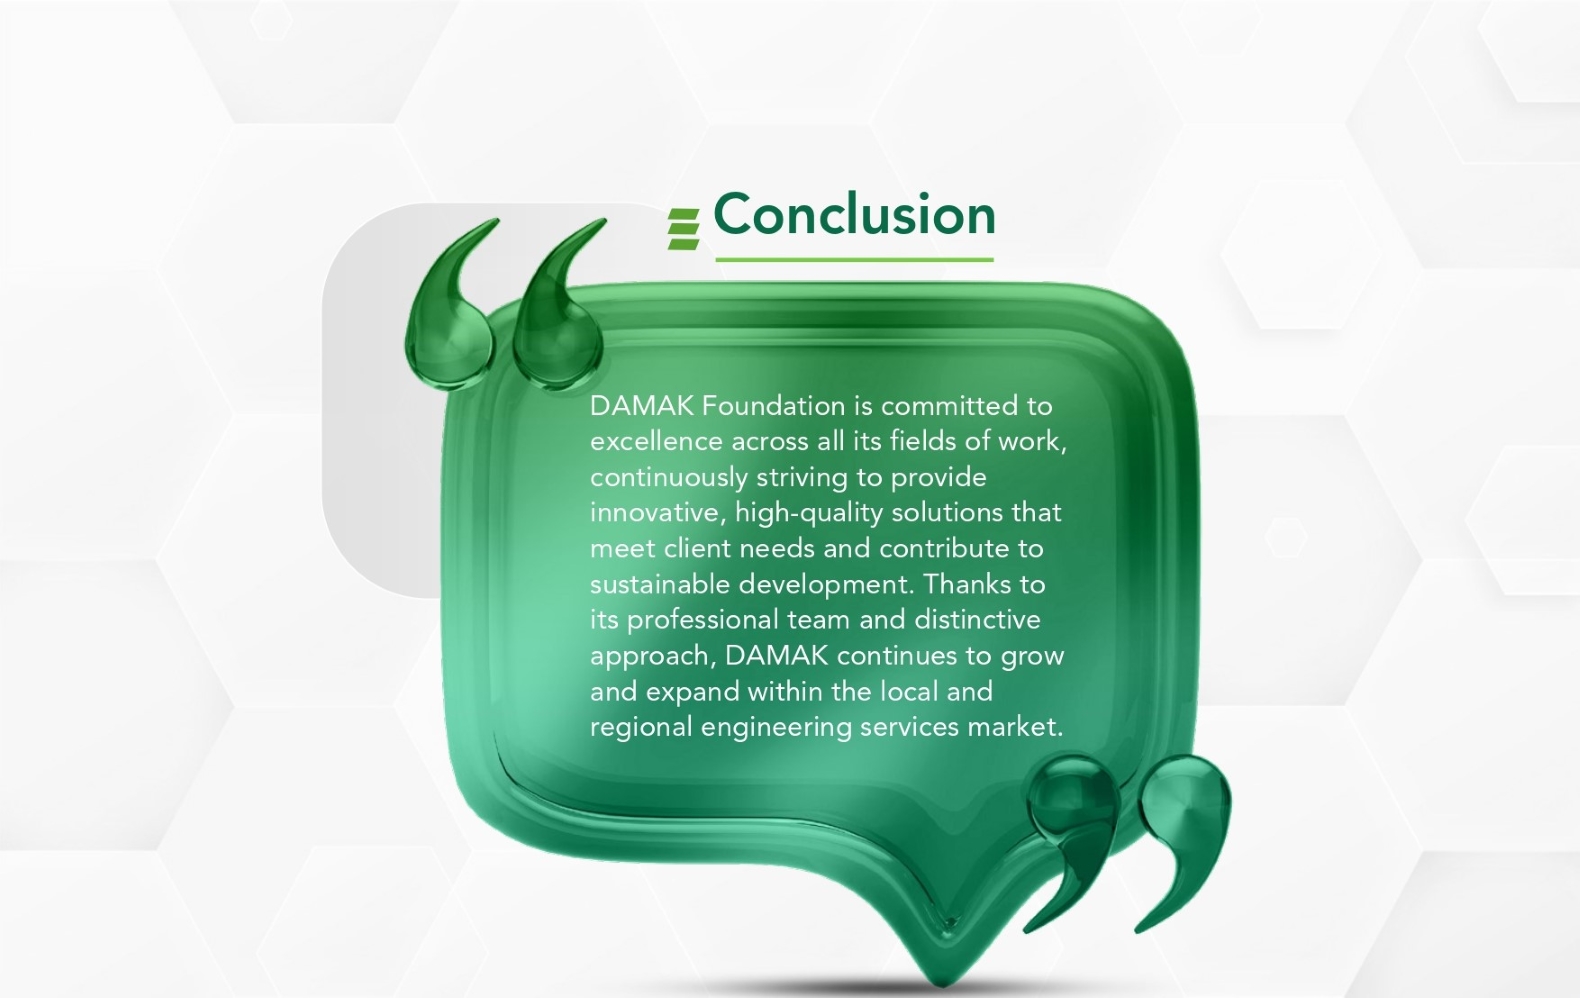 Conclusion
DAMAK Foundation is committed to
excellence across all its fields of work,
continuously striving to provide
innovative, high-quality solutions that
meet client needs and contribute to
sustainable development. Thanks to
its professional team and distinctive
approach, DAMAK continues to grow
and expand within the local and
regional engineering services market.